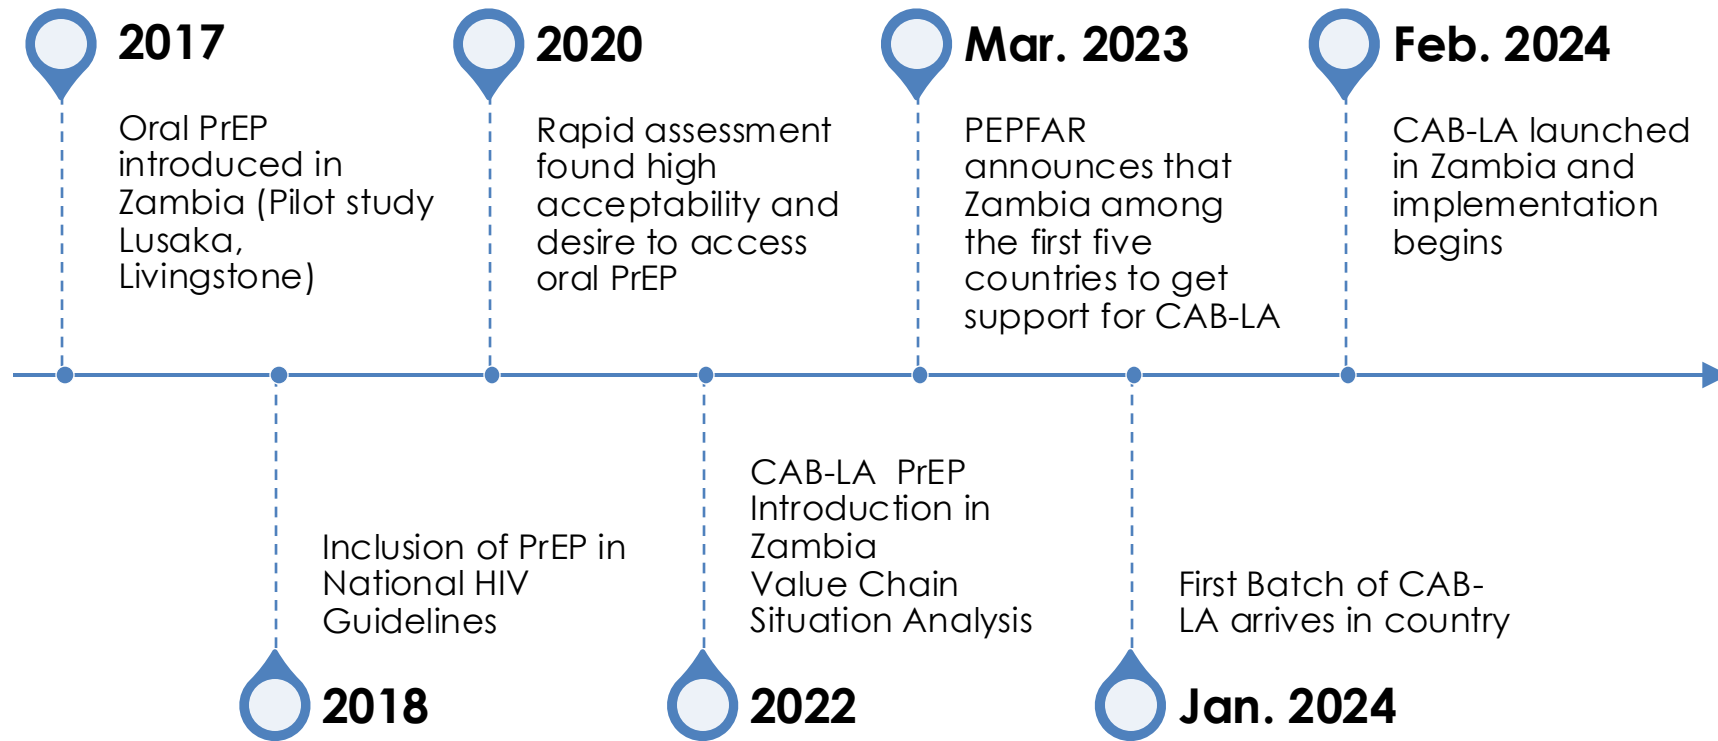 2017
Oral PrEP
introduced in
Zambia (Pilot study
Lusaka,
Livingstone)
2020
Rapid assessment
found high
acceptability and
desire to access
oral PrEP
Mar. 2023
PEPFAR
announces that
Zambia among
the first five
countries to get
support for CAB-LA
Feb. 2024
CAB-LA launched
in Zambia and
implementation
begins
Inclusion of PrEP in
National HIV
Guidelines
2018
CAB-LA  PrEP
Introduction in
Zambia
Value Chain
Situation Analysis
2022
First Batch of CAB-
LA arrives in country
Jan. 2024